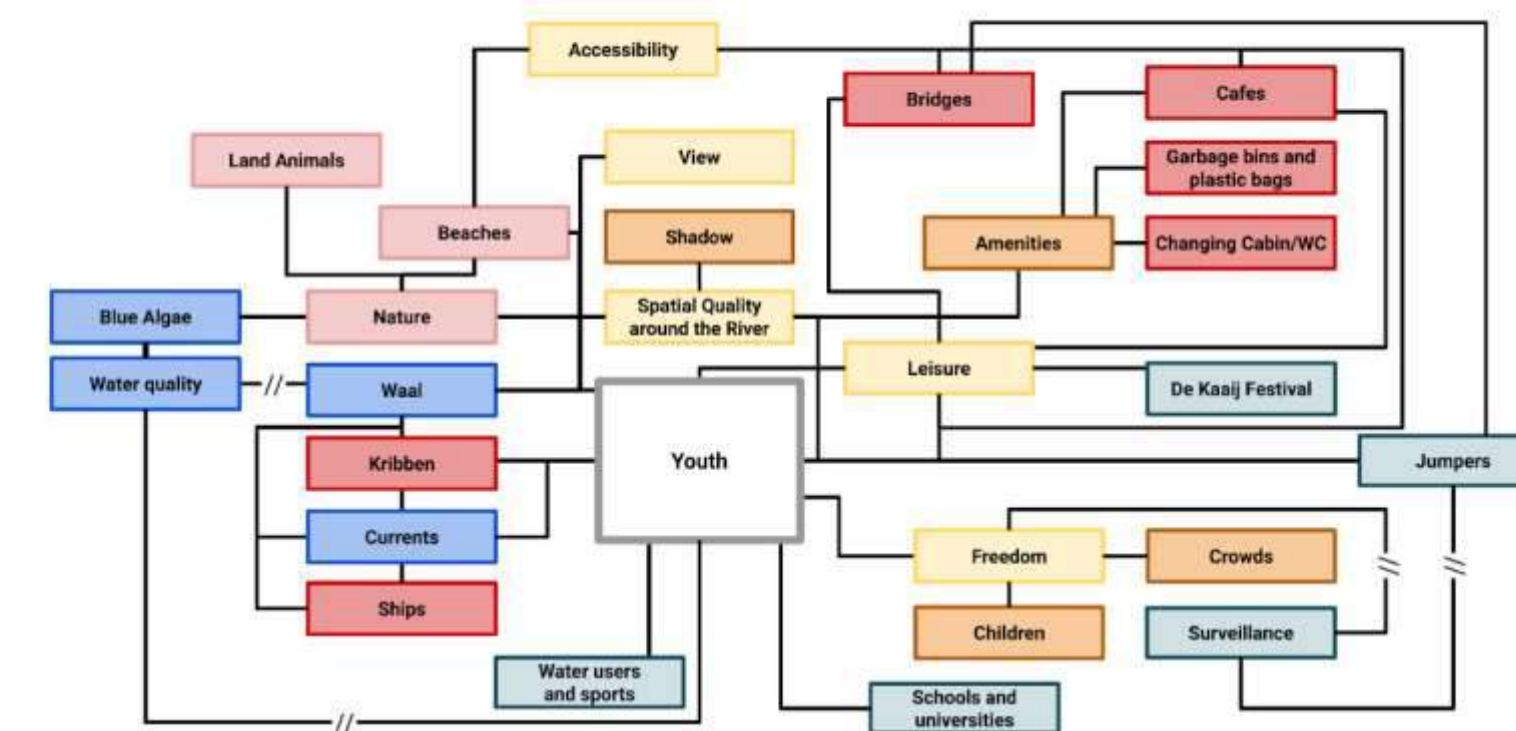 Accessibility
Bridges
Cafes
Land Animals
View
Garbage bins and
plastic bags
Beaches
Shadow
Amenities
Changing Cabin/WC
Blue Algae
Nature
Spatial Quality
around the River
Water quality
//
Waal
Leisure
De Kaaij Festival
Kribben
Youth
Jumpers
Currents
Freedom
Crowds
//
//
Ships
Children
Surveillance
Water users
and sports
Schools and
universities
//